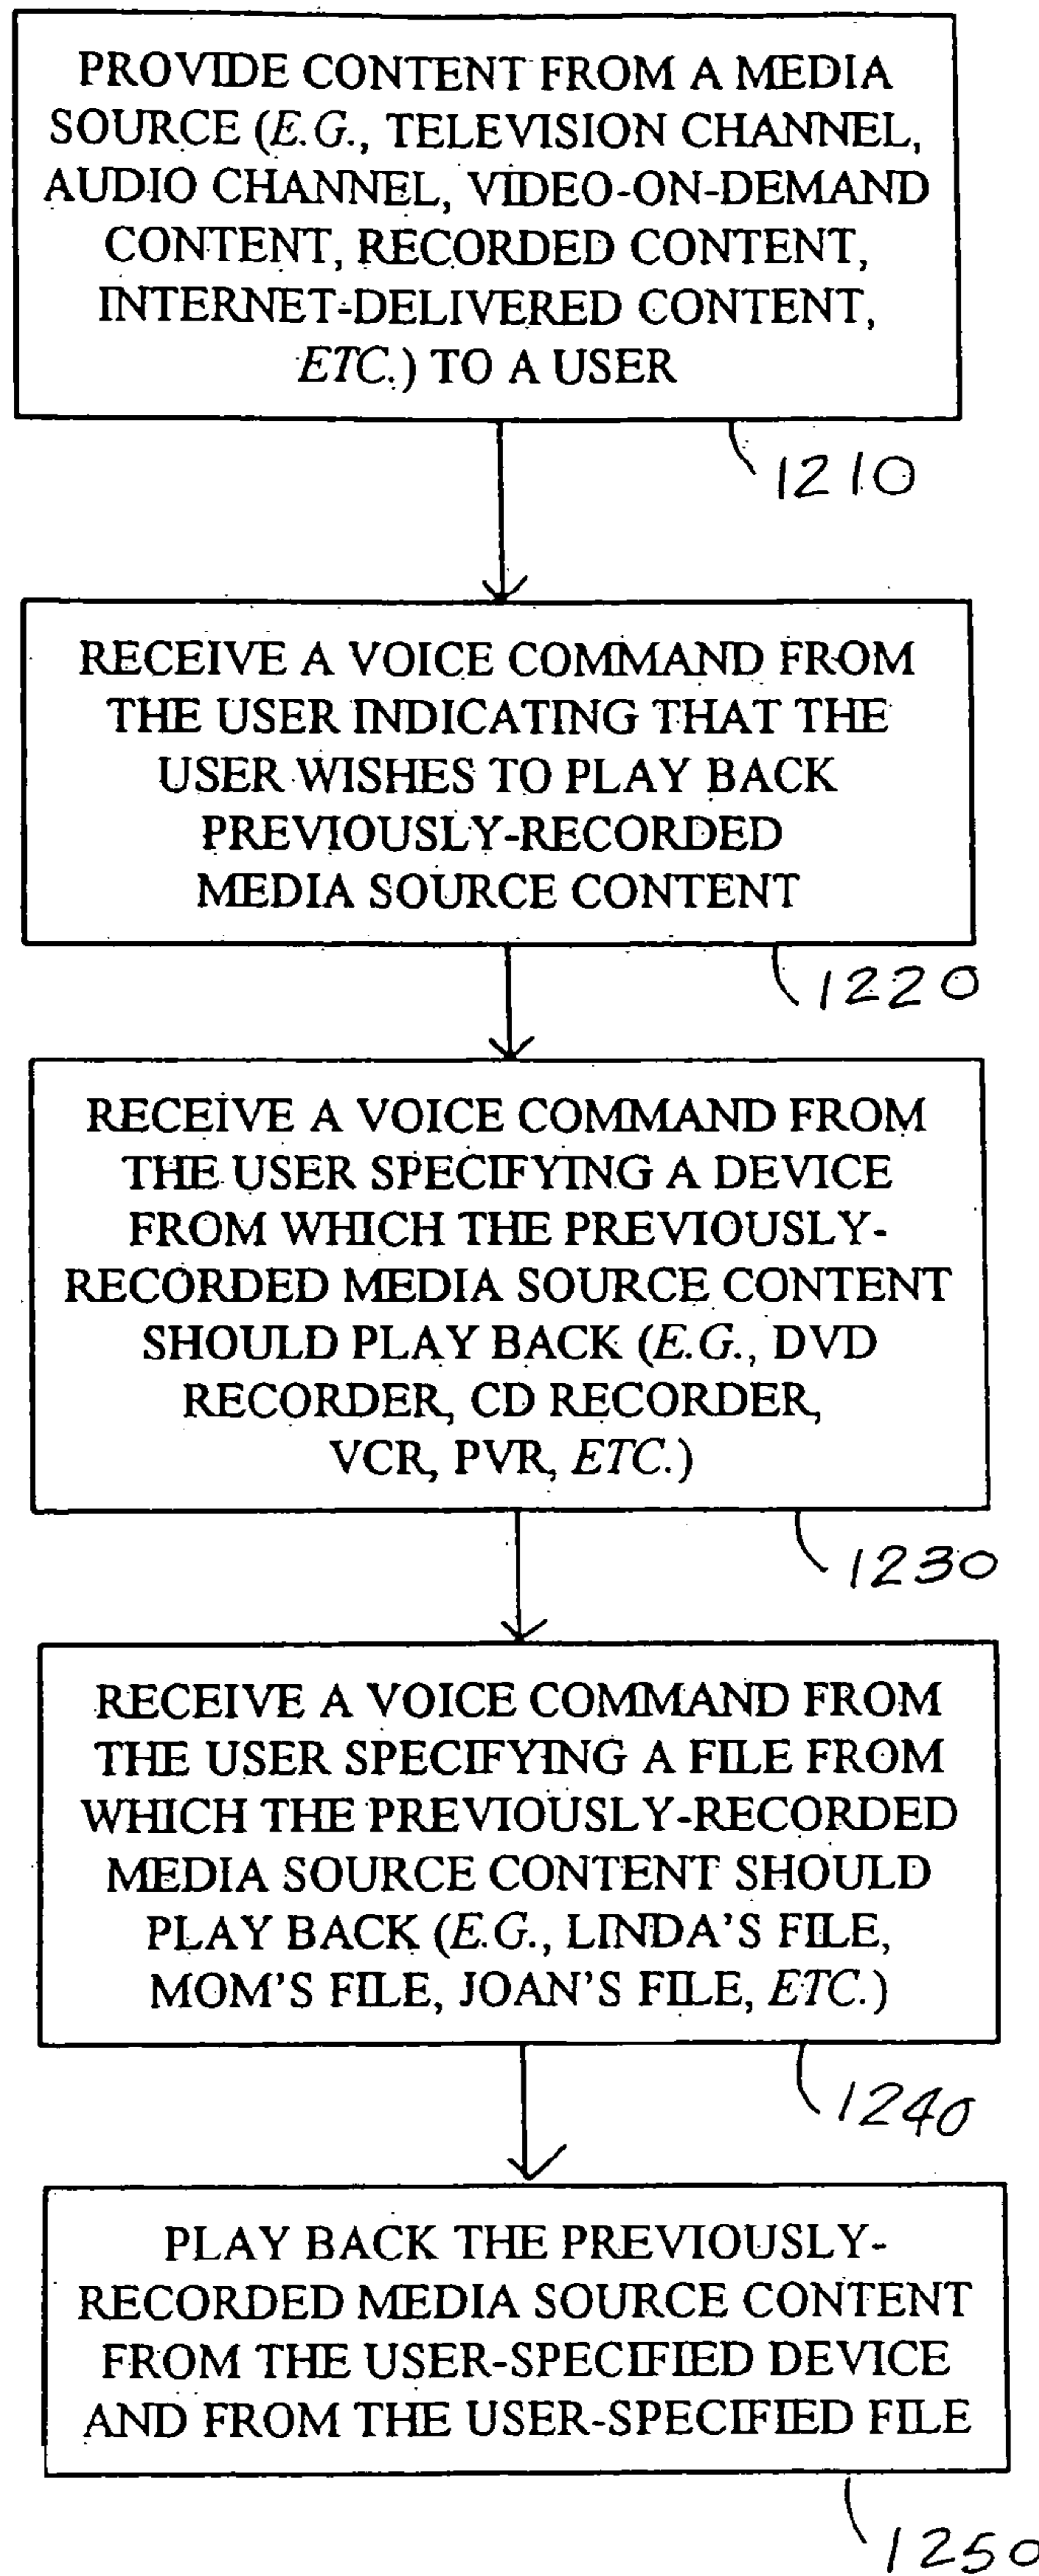 PROVIDE CONTENT FROM A MEDIA
SOURCE (E.G., TELEVISION CHANNEL,
AUDIO CHANNEL, VIDEO-ON-DEMAND
CONTENT, RECORDED CONTENT,
INTERNET-DELIVERED CONTENT,
ETC.) TO A USER
1210
RECEIVE A VOICE COMMAND FROM
THE USER INDICATING THAT THE
USER WISHES TO PLAY BACK
PREVIOUSLY-RECORDED
MEDIA SOURCE CONTENT
1220
RECEIVE A VOICE COMMAND FROM
THE USER SPECIFYING A DEVICE
FROM WHICH THE PREVIOUSLY-
RECORDED MEDIA SOURCE CONTENT
SHOULD PLAY BACK (E.G., DVD
RECORDER, CD RECORDER,
VCR, PVR, ETC.)
1230
RECEIVE A VOICE COMMAND FROM
THE USER SPECIFYING A FILE FROM
WHICH THE PREVIOUSLY-RECORDED
MEDIA SOURCE CONTENT SHOULD
PLAY BACK (E.G., LINDA'S FILE,
MOM'S FILE, JOAN'S FILE, ETC.)
1240
PLAY BACK THE PREVIOUSLY-
RECORDED MEDIA SOURCE CONTENT
FROM THE USER-SPECIFIED DEVICE
AND FROM THE USER-SPECIFIED FILE
1250